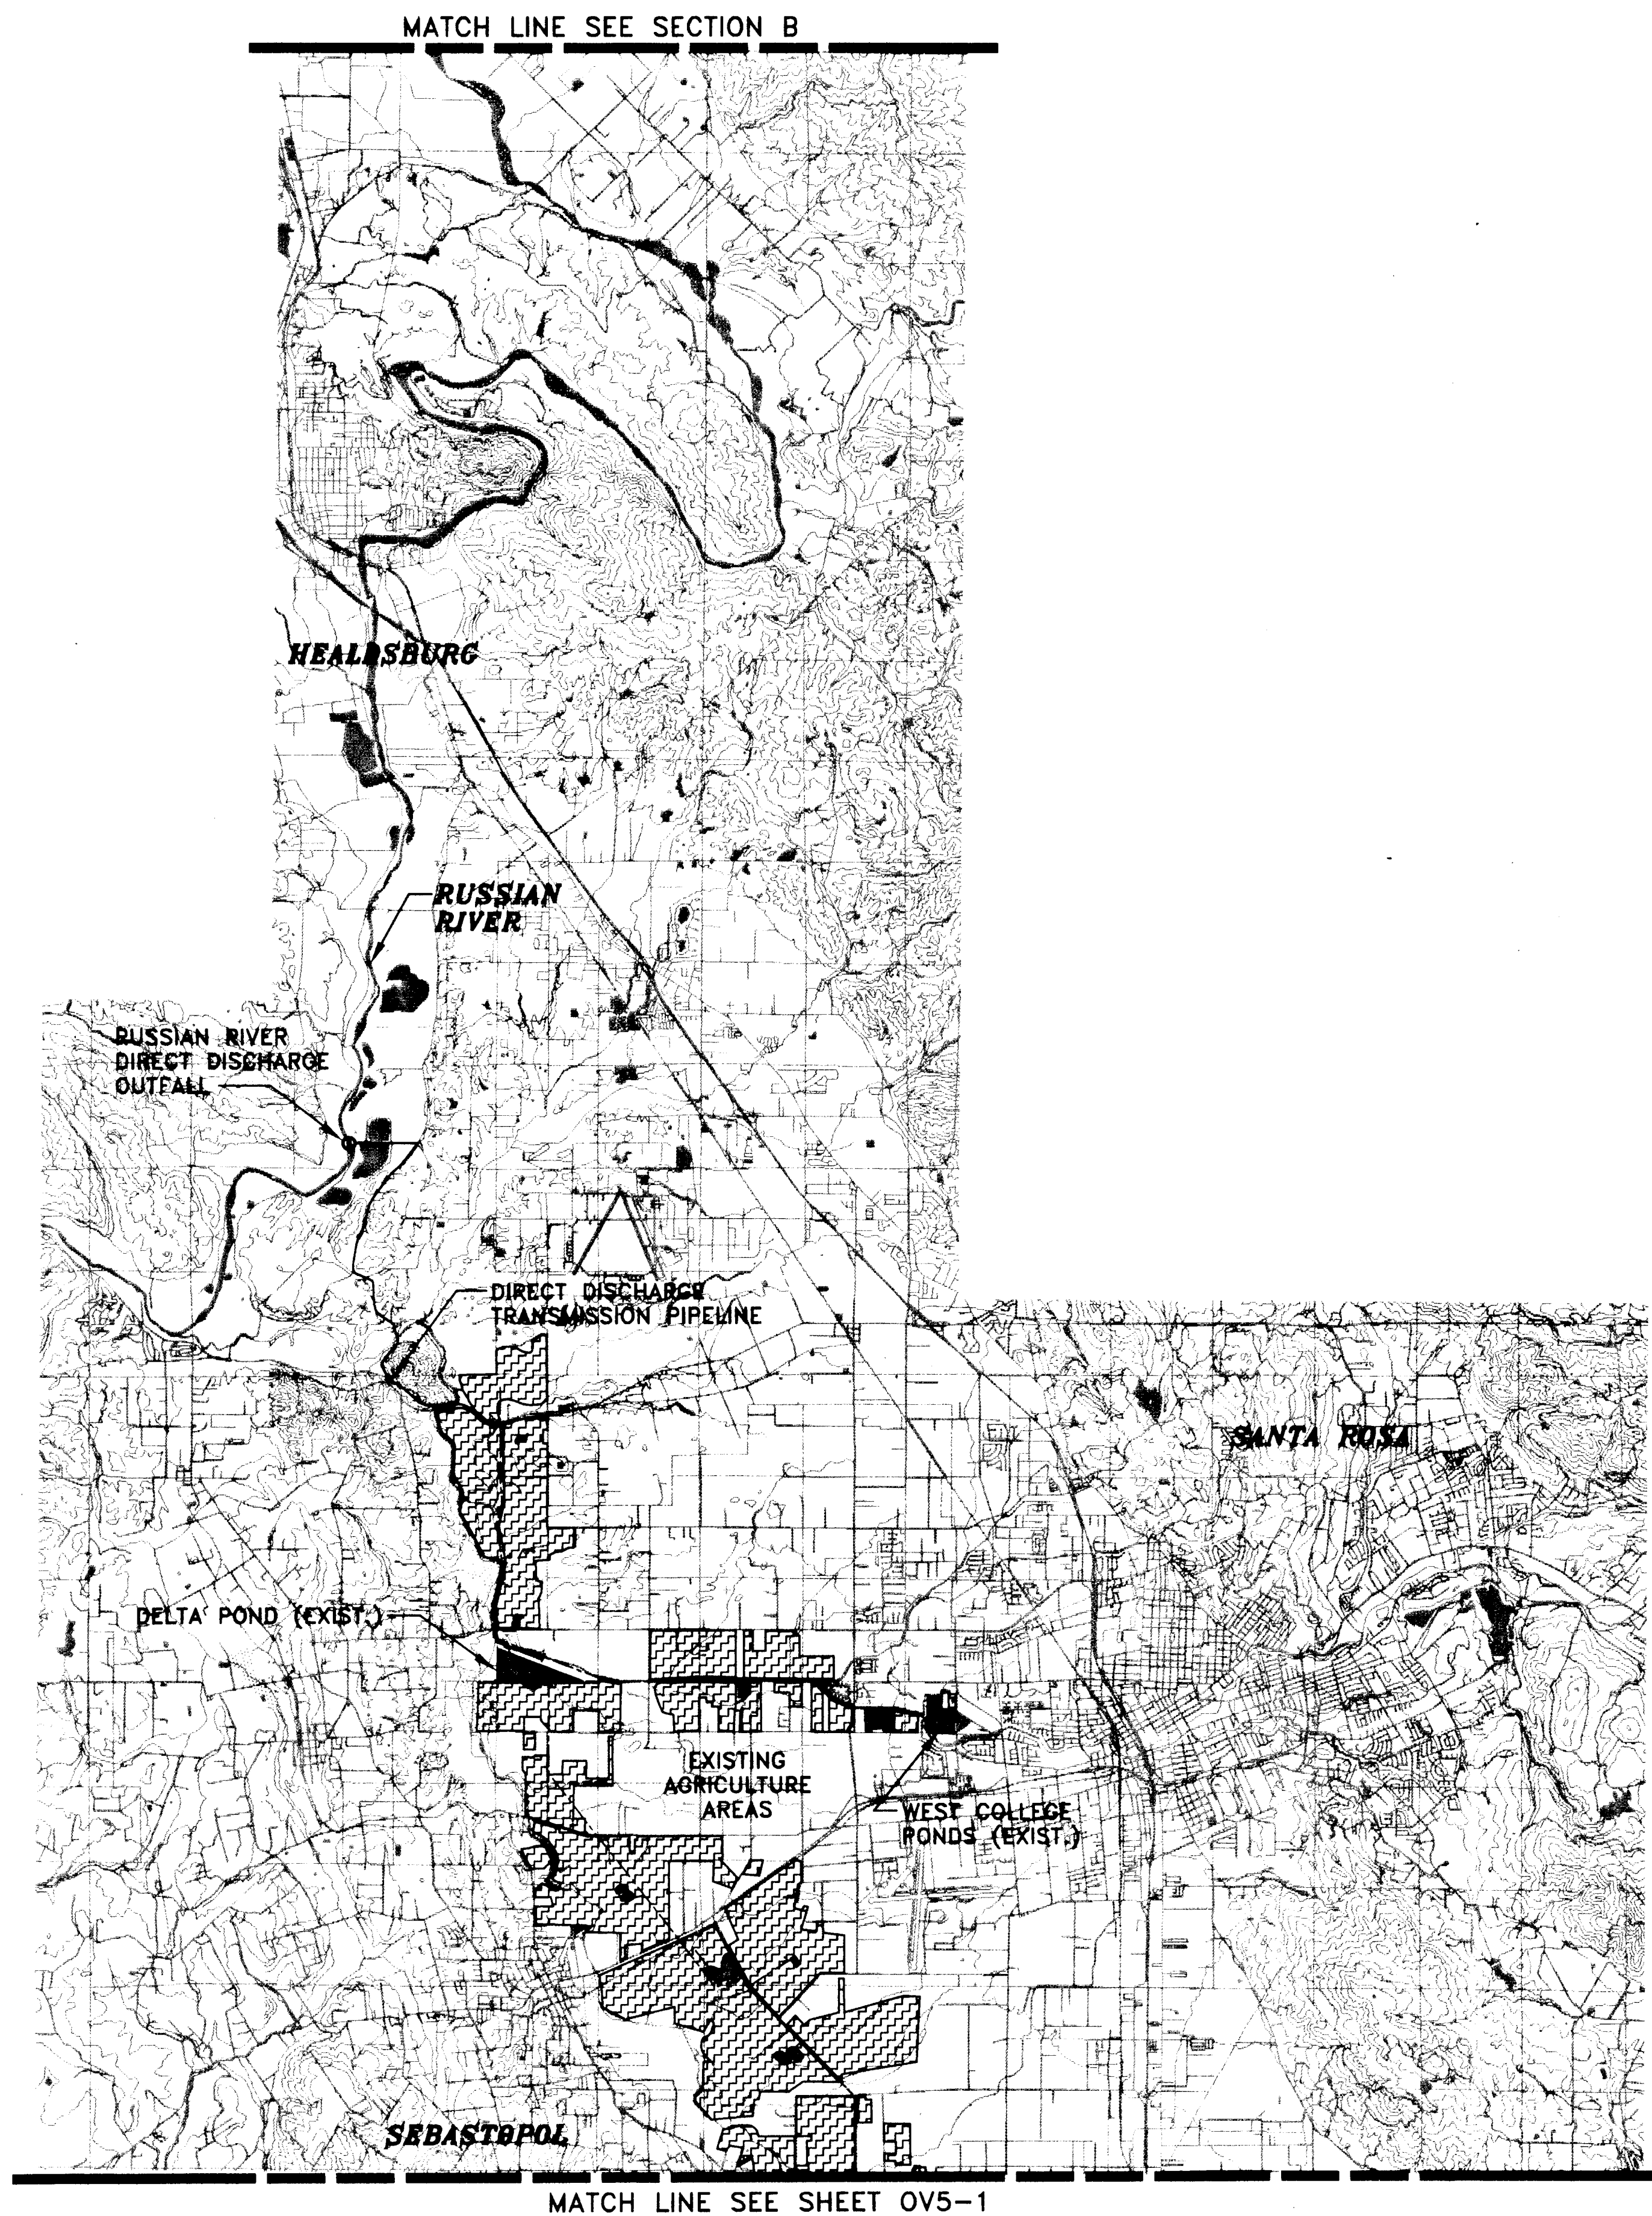 MATCH LINE SEE SECTION B
HEALDSBURG
RUSSIAN
RIVER
RUSSIAN RIVER
DIRECT DISCHARGE
OUTFALL
DIRECT DISCHARGE
TRANSMISSION PIPELINE
SANTA ROSA
DELTA POND (EXIST.)
EXISTING
AGRICULTURE
AREAS
WEST COLLEGE
PONDS (EXIST.)
SEBASTOPOL
MATCH LINE SEE SHEET OV5-1